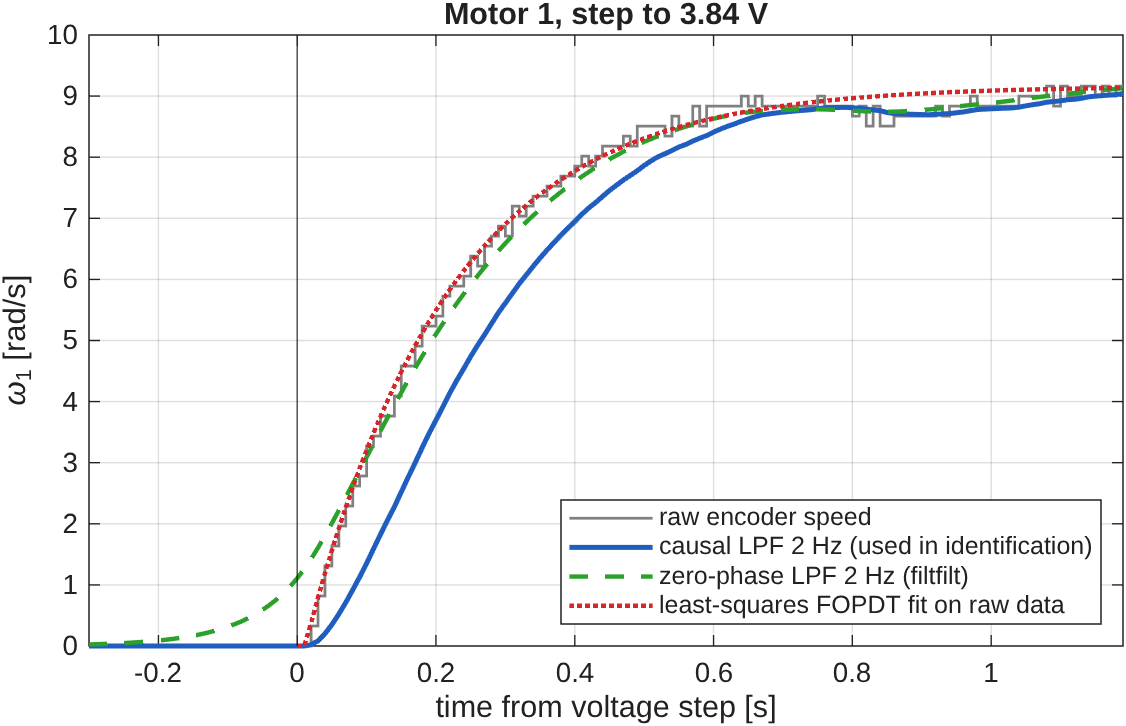 Motor 1, step to 3.84 V
10
9
8
7
6
5
4
3
2
1
0
ω₁ [rad/s]
raw encoder speed
causal LPF 2 Hz (used in identification)
zero-phase LPF 2 Hz (filtfilt)
least-squares FOPDT fit on raw data
-0.2 0 0.2 0.4 0.6 0.8 1
time from voltage step [s]